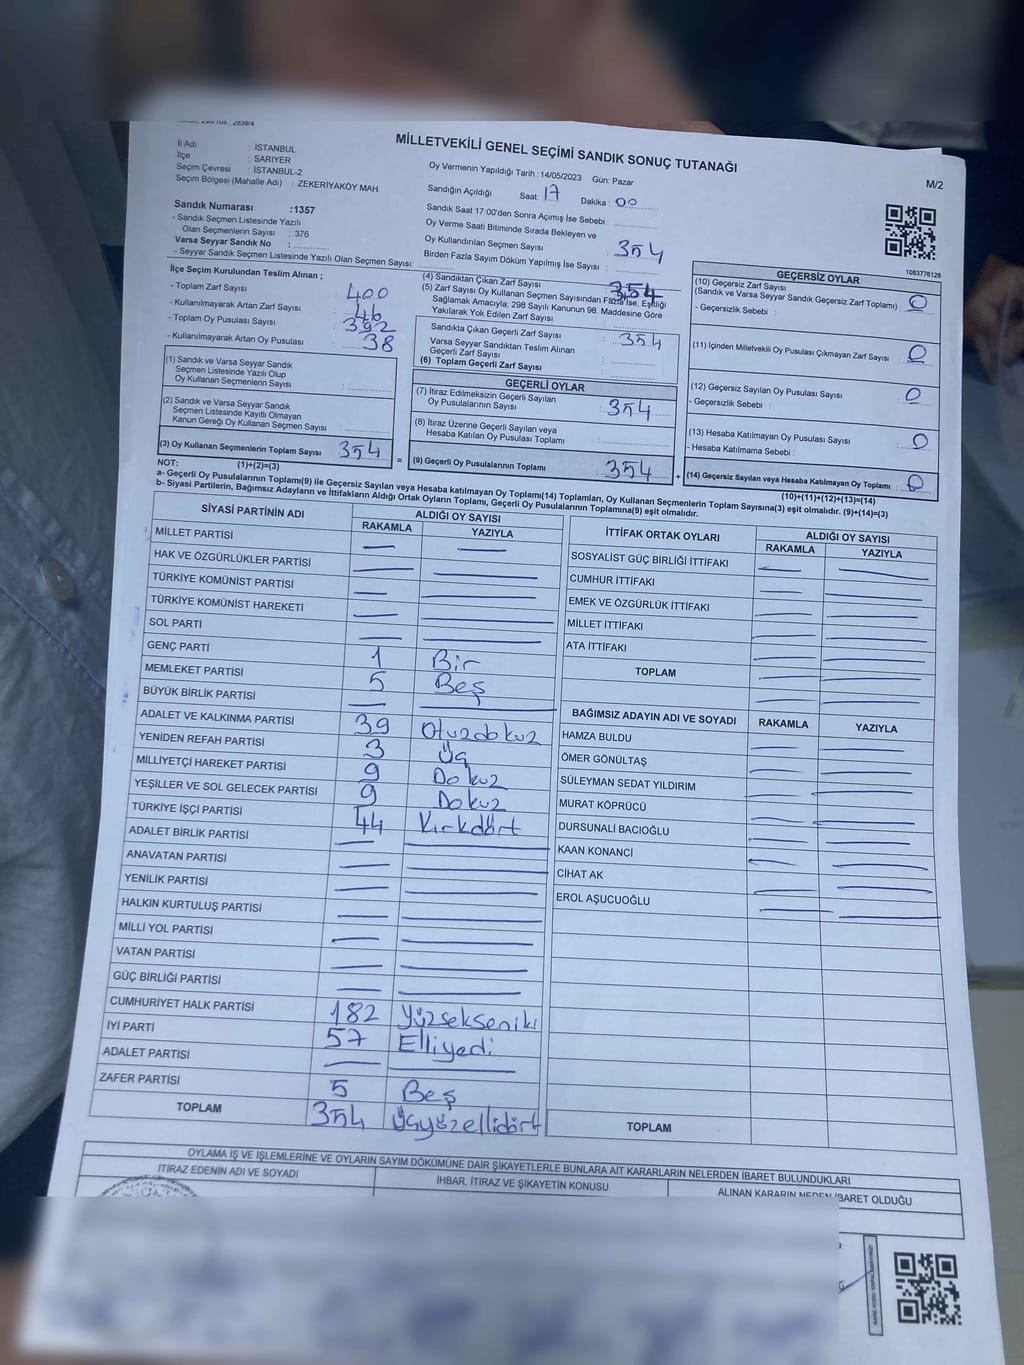 MİLLETVEKİLİ GENEL SEÇİMİ SANDIK SONUÇ TUTANAĞI
M/2
İl Adı : İSTANBUL
İlçe : SARIYER
Seçim Çevresi : İSTANBUL-2
Seçim Bölgesi (Mahalle Adı) : ZEKERİYAKÖY MAH.
Oy Vermenin Yapıldığı Tarih : 14/05/2023 Gün: Pazar
Sandığın Açıldığı Saat : 17 Dakika : 00
Sandık Saat 17:00'den Sonra Açımış İse Sebebi :
Oy Verme Saati Bitiminde Sırada Bekleyen ve
Oy Kullandırılan Seçmen Sayısı : 354
Birden Fazla Sayım Döküm Yapılmış İse Sayısı :
Sandık Numarası :1357
- Sandık Seçmen Listesinde Yazılı
Olan Seçmenlerin Sayısı : 376
Varsa Seyyar Sandık No :
- Seyyar Sandık Seçmen Listesinde Yazılı Olan Seçmen Sayısı:
1083776128
İlçe Seçim Kurulundan Teslim Alınan ;
- Toplam Zarf Sayısı : 400
- Kullanılmayarak Artan Zarf Sayısı : 46
- Toplam Oy Pusulası Sayısı : 392
- Kullanılmayarak Artan Oy Pusulası : 38
(1) Sandık ve Varsa Seyyar Sandık
Seçmen Listesinde Yazılı Olup
Oy Kullanan Seçmenlerin Sayısı :
(2) Sandık ve Varsa Seyyar Sandık
Seçmen Listesinde Kayıtlı Olmayan
Kanun Gereği Oy Kullanan Seçmen Sayısı :
(3) Oy Kullanan Seçmenlerin Toplam Sayısı : 354
(1)+(2)=(3)
(4) Sandıktan Çıkan Zarf Sayısı : 354
(5) Zarf Sayısı Oy Kullanan Seçmen Sayısından Fazla İse, Eşitliği
Sağlamak Amacıyla, 298 Sayılı Kanunun 98. Maddesine Göre
Yakılarak Yok Edilen Zarf Sayısı :
Sandıkta Çıkan Geçerli Zarf Sayısı : 354
Varsa Seyyar Sandıktan Teslim Alınan
Geçerli Zarf Sayısı :
(6) Toplam Geçerli Zarf Sayısı :
GEÇERLİ OYLAR
(7) İtiraz Edilmeksizin Geçerli Sayılan
Oy Pusulalarının Sayısı : 354
(8) İtiraz Üzerine Geçerli Sayılan veya
Hesaba Katılan Oy Pusulası Toplamı :
= (9) Geçerli Oy Pusulalarının Toplamı : 354
GEÇERSİZ OYLAR
(10) Geçersiz Zarf Sayısı
(Sandık ve Varsa Seyyar Sandık Geçersiz Zarf Toplamı) : 0
- Geçersizlik Sebebi :
(11) İçinden Milletvekili Oy Pusulası Çıkmayan Zarf Sayısı : 0
(12) Geçersiz Sayılan Oy Pusulası Sayısı : 0
- Geçersizlik Sebebi :
(13) Hesaba Katılmayan Oy Pusulası Sayısı : 0
- Hesaba Katılmama Sebebi :
+ (14) Geçersiz Sayılan veya Hesaba Katılmayan Oy Toplamı : 0
(10)+(11)+(12)+(13)=(14)
NOT:
a- Geçerli Oy Pusulalarının Toplamı(9) ile Geçersiz Sayılan veya Hesaba katılmayan Oy Toplamı(14) Toplamları, Oy Kullanan Seçmenlerin Toplam Sayısına(3) eşit olmalıdır. (9)+(14)=(3)
b- Siyasi Partilerin, Bağımsız Adayların ve İttifakların Aldığı Ortak Oyların Toplamı, Geçerli Oy Pusulalarının Toplamına(9) eşit olmalıdır.
SİYASİ PARTİNİN ADI ALDIĞI OY SAYISI
RAKAMLA YAZIYLA
MİLLET PARTİSİ — —
HAK VE ÖZGÜRLÜKLER PARTİSİ — —
TÜRKİYE KOMÜNİST PARTİSİ — —
TÜRKİYE KOMÜNİST HAREKETİ — —
SOL PARTİ — —
GENÇ PARTİ 1 Bir
MEMLEKET PARTİSİ 5 Beş
BÜYÜK BİRLİK PARTİSİ — —
ADALET VE KALKINMA PARTİSİ 39 Otuzdokuz
YENİDEN REFAH PARTİSİ 3 Üç
MİLLİYETÇİ HAREKET PARTİSİ 9 Dokuz
YEŞİLLER VE SOL GELECEK PARTİSİ 9 Dokuz
TÜRKİYE İŞÇİ PARTİSİ 44 Kırkdört
ADALET BİRLİK PARTİSİ — —
ANAVATAN PARTİSİ — —
YENİLİK PARTİSİ — —
HALKIN KURTULUŞ PARTİSİ — —
MİLLİ YOL PARTİSİ — —
VATAN PARTİSİ — —
GÜÇ BİRLİĞİ PARTİSİ — —
CUMHURİYET HALK PARTİSİ 182 Yüzsekseniki
İYİ PARTİ 57 Elliyedi
ADALET PARTİSİ — —
ZAFER PARTİSİ 5 Beş
TOPLAM 354 Üçyüzellidört
İTTİFAK ORTAK OYLARI ALDIĞI OY SAYISI
RAKAMLA YAZIYLA
SOSYALİST GÜÇ BİRLİĞİ İTTİFAKI — —
CUMHUR İTTİFAKI — —
EMEK VE ÖZGÜRLÜK İTTİFAKI — —
MİLLET İTTİFAKI — —
ATA İTTİFAKI — —
TOPLAM — —
BAĞIMSIZ ADAYIN ADI VE SOYADI RAKAMLA YAZIYLA
HAMZA BULDU — —
ÖMER GÖNÜLTAŞ — —
SÜLEYMAN SEDAT YILDIRIM — —
MURAT KÖPRÜCÜ — —
DURSUNALİ BACIOĞLU — —
KAAN KONANCİ — —
CİHAT AK — —
EROL AŞUCUOĞLU — —
TOPLAM
OYLAMA İŞ VE İŞLEMLERİNE VE OYLARIN SAYIM DÖKÜMÜNE DAİR ŞİKAYETLERLE BUNLARA AİT KARARLARIN NELERDEN İBARET BULUNDUKLARI
İTİRAZ EDENİN ADI VE SOYADI İHBAR, İTİRAZ VE ŞİKAYETİN KONUSU ALINAN KARARIN NEDEN İBARET OLDUĞU